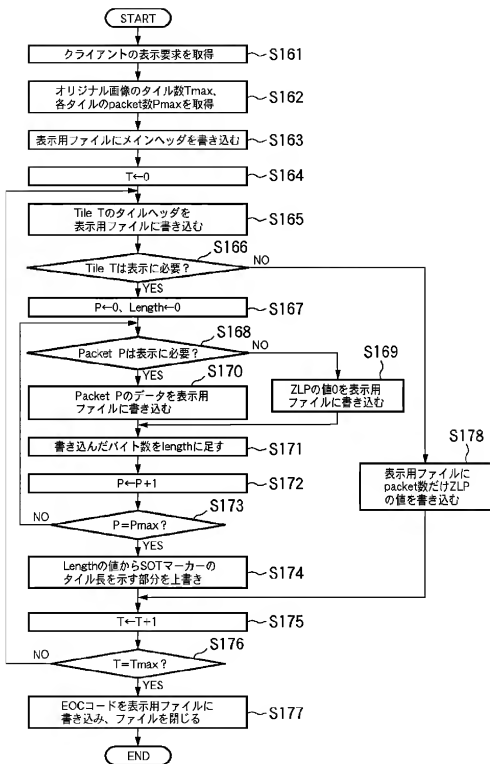 START
クライアントの表示要求を取得
S161
オリジナル画像のタイル数Tmax、
各タイルのpacket数Pmaxを取得
S162
表示用ファイルにメインヘッダを書き込む
S163
T←0
S164
Tile Tのタイルヘッダを
表示用ファイルに書き込む
S165
S166
Tile Tは表示に必要?
NO
YES
P←0、Length←0
S167
S168
Packet Pは表示に必要?
NO
YES
S169
ZLPの値0を表示用
ファイルに書き込む
S170
Packet Pのデータを表示用
ファイルに書き込む
書き込んだバイト数をlengthに足す
S171
P←P+1
S172
S173
P=Pmax?
NO
YES
S178
表示用ファイルに
packet数だけZLP
の値を書き込む
Lengthの値からSOTマーカーの
タイル長を示す部分を上書き
S174
T←T+1
S175
S176
T=Tmax?
NO
YES
EOCコードを表示用ファイルに
書き込み、ファイルを閉じる
S177
END